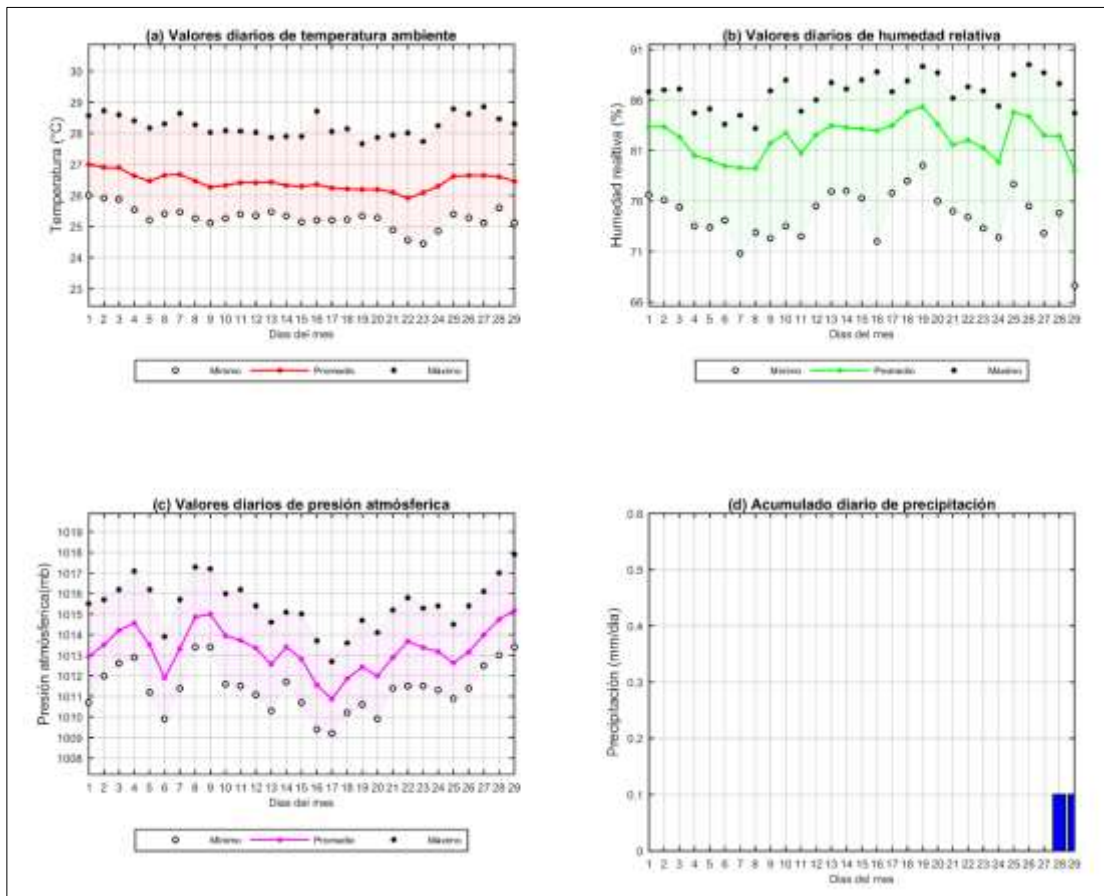 (a) Valores diarios de temperatura ambiente
Temperatura (°C)
30
29
28
27
26
25
24
23
1 2 3 4 5 6 7 8 9 10 11 12 13 14 15 16 17 18 19 20 21 22 23 24 25 26 27 28 29
Dias del mes
Minimo Promedio Máximo
(b) Valores diarios de humedad relativa
Humedad realtiva (%)
91
86
81
76
71
66
1 2 3 4 5 6 7 8 9 10 11 12 13 14 15 16 17 18 19 20 21 22 23 24 25 26 27 28 29
Dias del mes
Minimo Promedio Máximo
(c) Valores diarios de presión atmósferica
Presión atmósferica(mb)
1019
1018
1017
1016
1015
1014
1013
1012
1011
1010
1009
1008
1 2 3 4 5 6 7 8 9 10 11 12 13 14 15 16 17 18 19 20 21 22 23 24 25 26 27 28 29
Dias del mes
Minimo Promedio Máximo
(d) Acumulado diario de precipitación
Precipitación (mm/dia)
0.6
0.5
0.4
0.3
0.2
0.1
0
1 2 3 4 5 6 7 8 9 10 11 12 13 14 15 16 17 18 19 20 21 22 23 24 25 26 27 28 29
Dias del mes